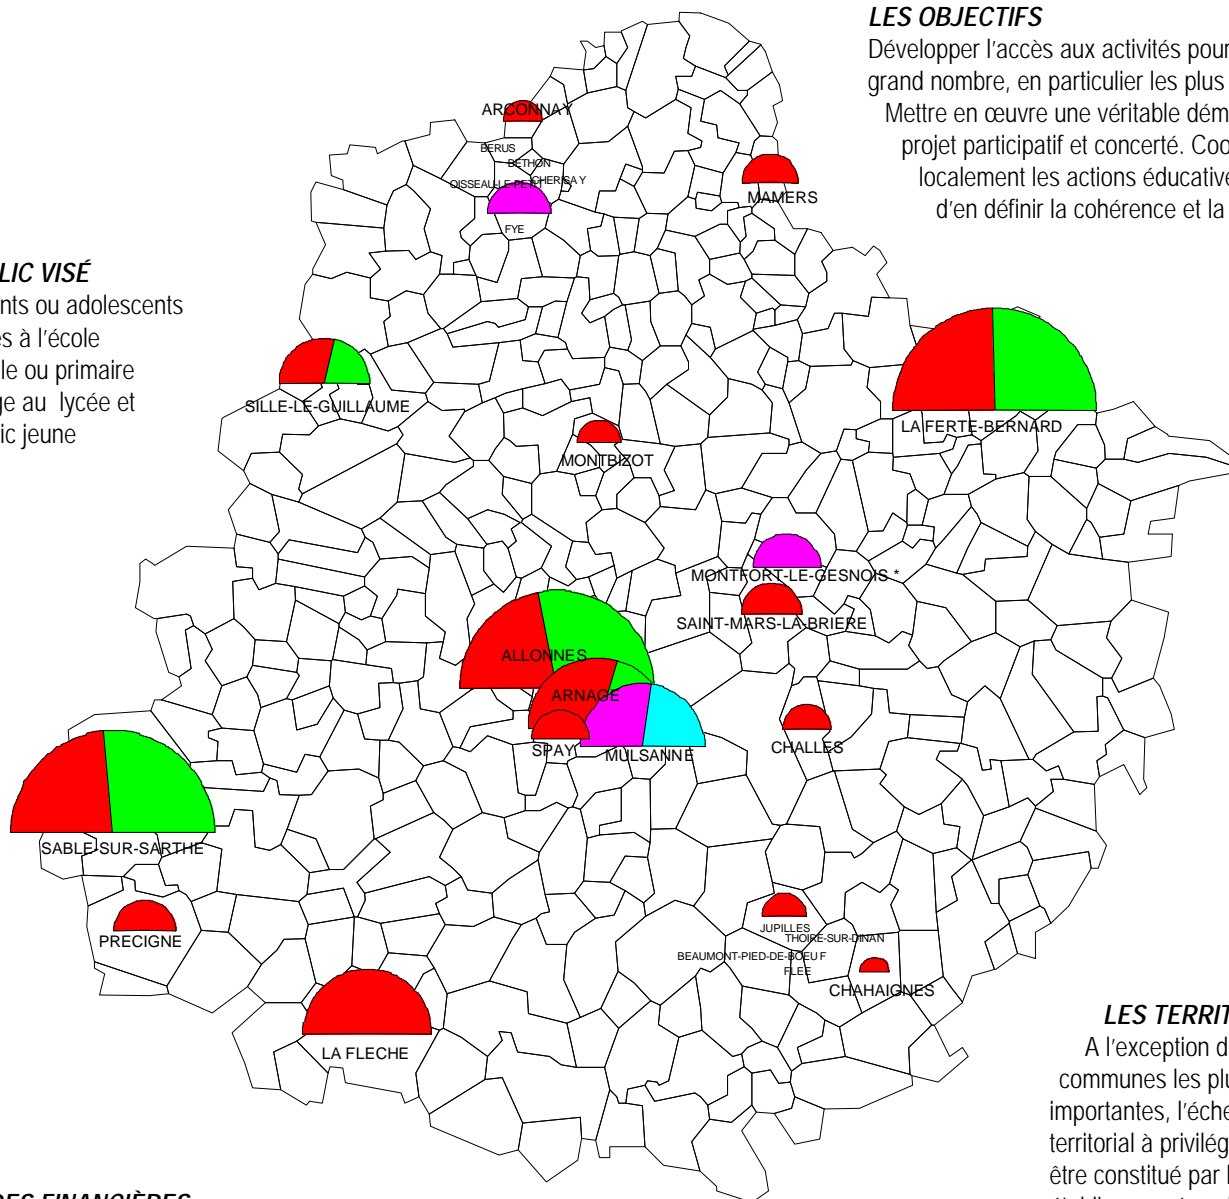 LES OBJECTIFS
Développer l'accès aux activités pour
grand nombre, en particulier les plus
Mettre en œuvre une véritable dém
projet participatif et concerté. Coo
localement les actions éducative
d'en définir la cohérence et la
ARCONNAY
BERUS
BETHON
CHERISAY
OISSEAU-LE-PETIT
FYE
MAMERS
LIC VISÉ
nts ou adolescents
es à l'école
le ou primaire
ge au lycée et
ic jeune
SILLE-LE-GUILLAUME
LA FERTE-BERNARD
MONTBIZOT
MONTFORT-LE-GESNOIS *
SAINT-MARS-LA-BRIERE
ALLONNES
ARNAGE
SPAY
MULSANNE
CHALLES
SABLE-SUR-SARTHE
PRECIGNE
JUPILLES
THOIRE-SUR-DINAN
BEAUMONT-PIED-DE-BOEUF
FLEE
CHAHAIGNES
LA FLECHE
LES TERRIT
A l'exception d
communes les plu
importantes, l'éche
territorial à privilég
être constitué par l
DES FINANCIÈRES